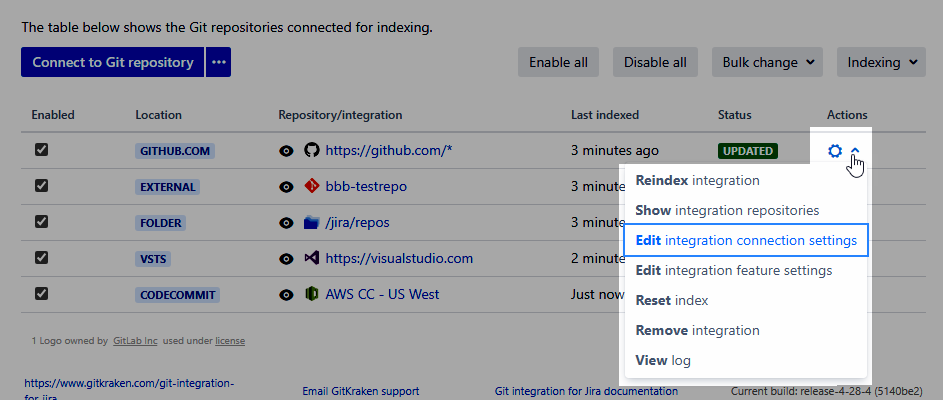 The table below shows the Git repositories connected for indexing.
Connect to Git repository ••• Enable all Disable all Bulk change Indexing
Enabled Location Repository/integration Last indexed Status Actions
GITHUB.COM https://github.com/* 3 minutes ago UPDATED
EXTERNAL bbb-testrepo 3 minute
FOLDER /jira/repos 3 minute
VSTS https://visualstudio.com 2 minute
CODECOMMIT AWS CC - US West Just now
Reindex integration
Show integration repositories
Edit integration connection settings
Edit integration feature settings
Reset index
Remove integration
View log
1 Logo owned by GitLab Inc used under license
https://www.gitkraken.com/git-integration-
for-jira Email GitKraken support Git integration for Jira documentation Current build: release-4-28-4 (5140be2)